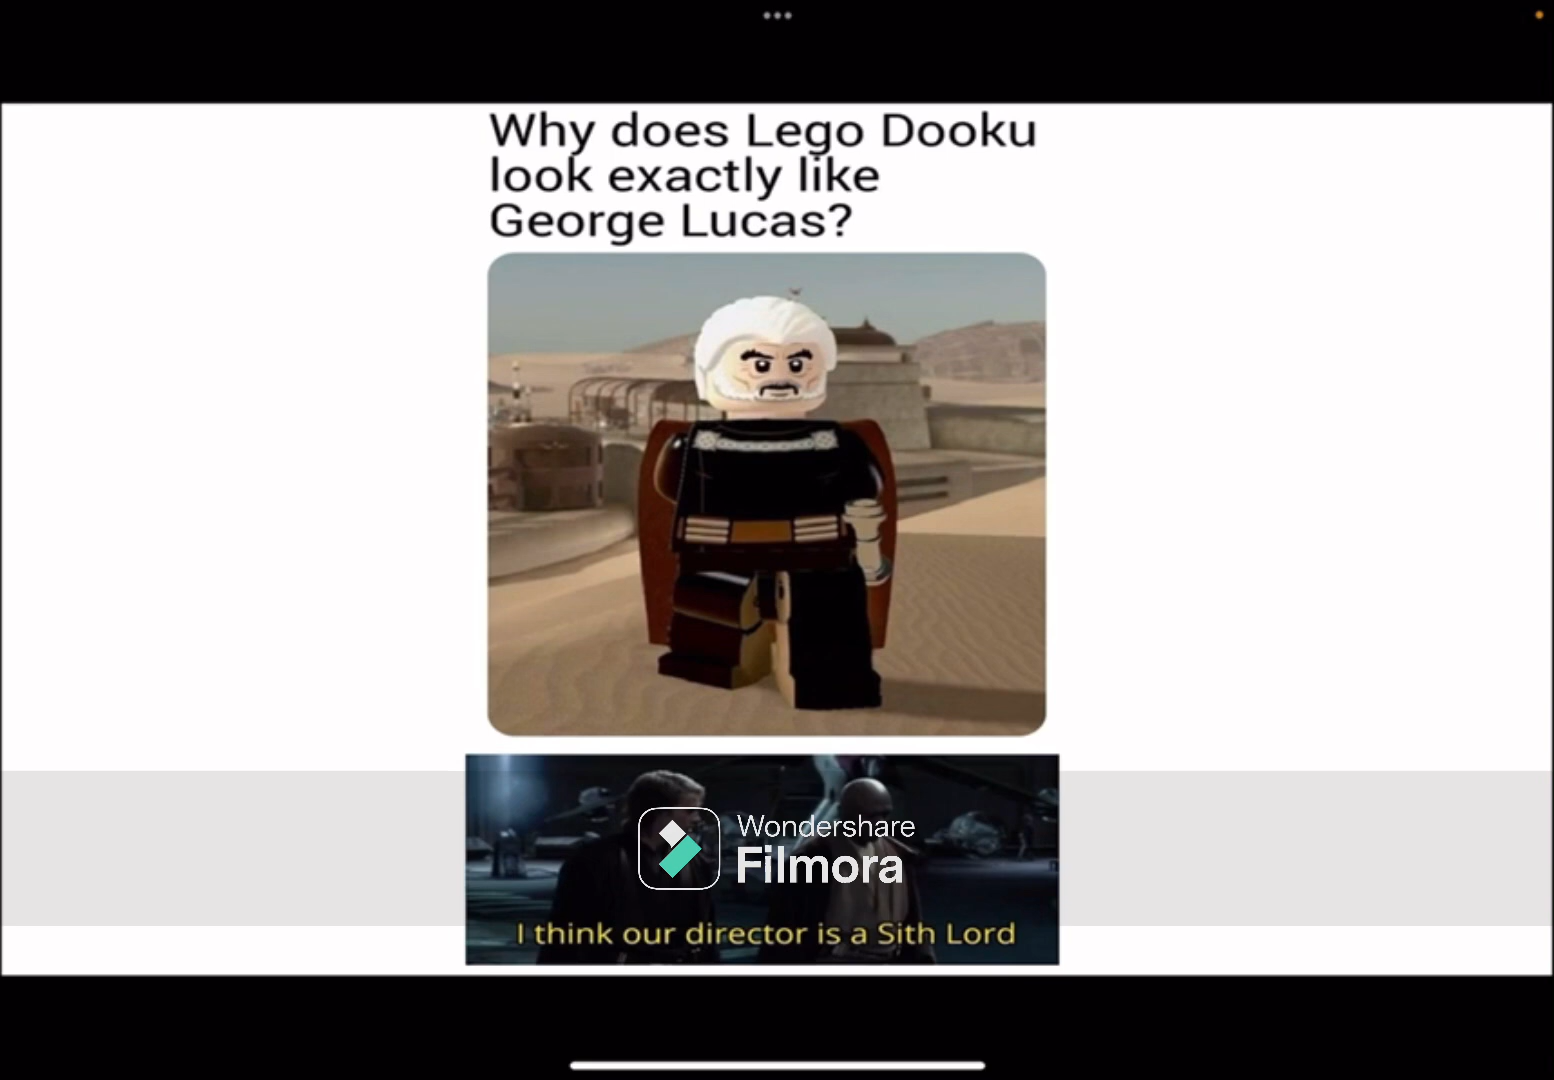 Why does Lego Dooku
look exactly like
George Lucas?
Wondershare
Filmora
I think our director is a Sith Lord